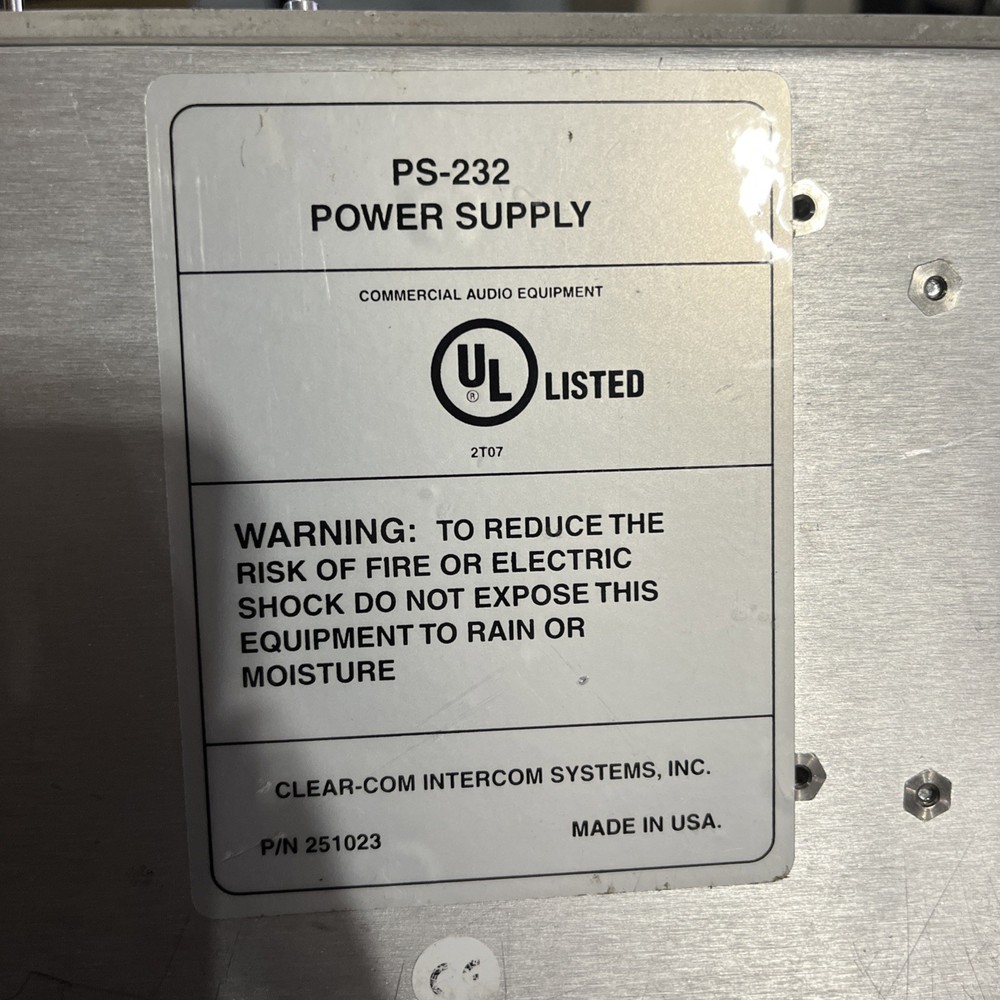 PS-232
POWER SUPPLY
COMMERCIAL AUDIO EQUIPMENT
UL ® LISTED
2T07
WARNING: TO REDUCE THE
RISK OF FIRE OR ELECTRIC
SHOCK DO NOT EXPOSE THIS
EQUIPMENT TO RAIN OR
MOISTURE
CLEAR-COM INTERCOM SYSTEMS, INC.
P/N 251023
MADE IN USA.